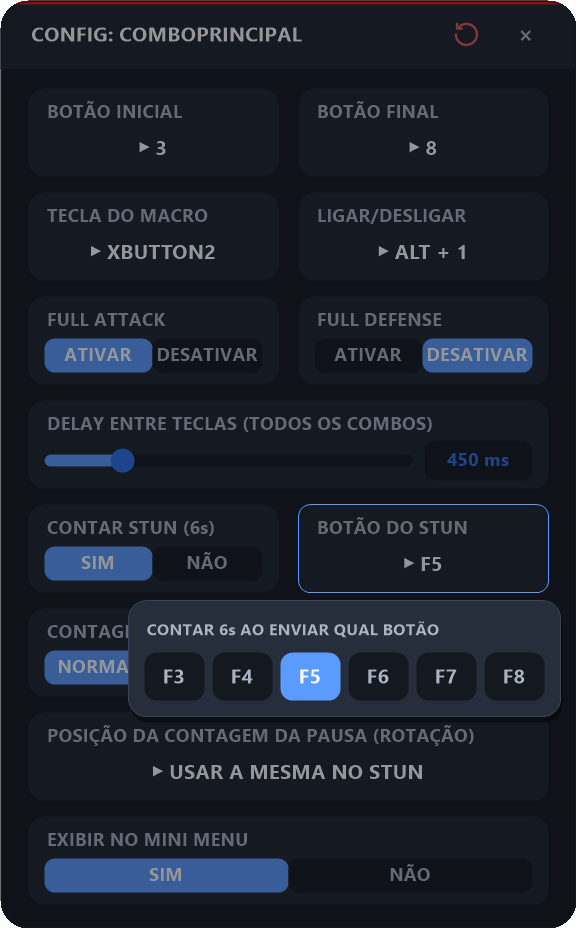 CONFIG: COMBOPRINCIPAL ×
BOTÃO INICIAL
▸ 3
BOTÃO FINAL
▸ 8
TECLA DO MACRO
▸ XBUTTON2
LIGAR/DESLIGAR
▸ ALT + 1
FULL ATTACK
ATIVAR DESATIVAR
FULL DEFENSE
ATIVAR DESATIVAR
DELAY ENTRE TECLAS (TODOS OS COMBOS)
450 ms
CONTAR STUN (6s)
SIM NÃO
BOTÃO DO STUN
▸ F5
CONTAR 6s AO ENVIAR QUAL BOTÃO
F3 F4 F5 F6 F7 F8
POSIÇÃO DA CONTAGEM DA PAUSA (ROTAÇÃO)
▸ USAR A MESMA NO STUN
EXIBIR NO MINI MENU
SIM NÃO